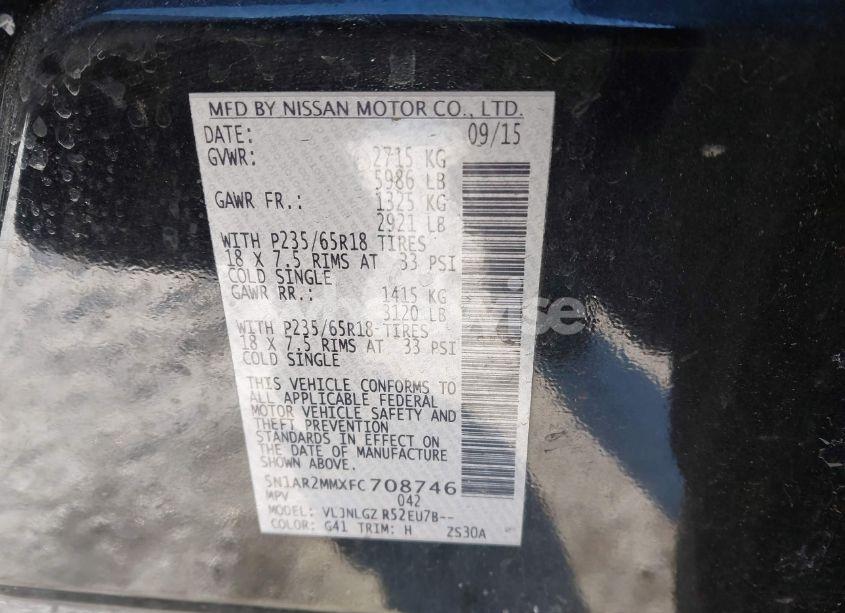 MFD BY NISSAN MOTOR CO., LTD.
DATE: 09/15
GVWR: 2715 KG
5986 LB
GAWR FR.: 1325 KG
2921 LB
WITH P235/65R18 TIRES
18 X 7.5 RIMS AT 33 PSI
COLD SINGLE
GAWR RR.: 1415 KG
3120 LB
WITH P235/65R18 TIRES
18 X 7.5 RIMS AT 33 PSI
COLD SINGLE
THIS VEHICLE CONFORMS TO
ALL APPLICABLE FEDERAL
MOTOR VEHICLE SAFETY AND
THEFT PREVENTION
STANDARDS IN EFFECT ON
THE DATE OF MANUFACTURE
SHOWN ABOVE.
5N1AR2MMXFC708746
MPV 042
MODEL: VLJNLGZ R52EU7B--
COLOR: G41 TRIM: H ZS30A